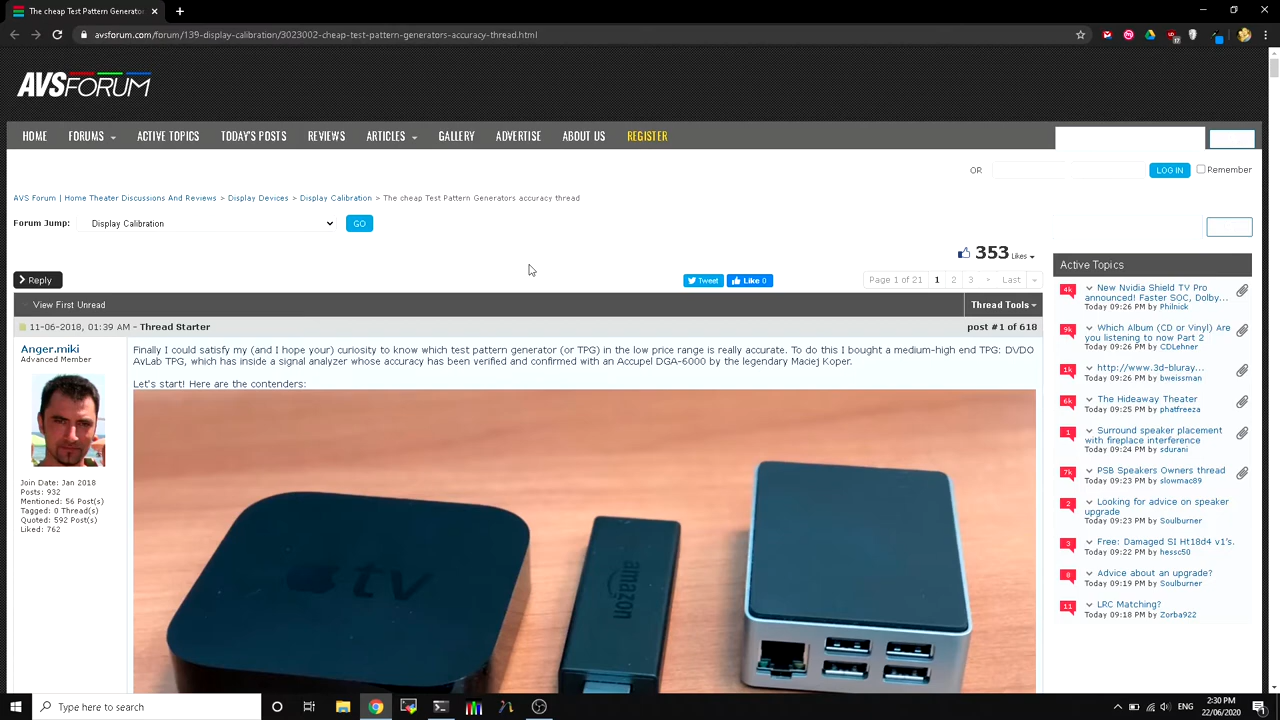 The cheap Test Pattern Generator
avsforum.com/forum/139-display-calibration/3023002-cheap-test-pattern-generators-accuracy-thread.html
17
AVSFORUM
HOME FORUMS ACTIVE TOPICS TODAY'S POSTS REVIEWS ARTICLES GALLERY ADVERTISE ABOUT US REGISTER
OR LOG IN Remember
AVS Forum | Home Theater Discussions And Reviews > Display Devices > Display Calibration > The cheap Test Pattern Generators accuracy thread
Forum Jump: Display Calibration GO
353 Likes
Reply
Tweet Like 0 Page 1 of 21 1 2 3 > Last
View First Unread Thread Tools
11-06-2018, 01:39 AM - Thread Starter post #1 of 618
Anger.miki
Advanced Member
Join Date: Jan 2018
Posts: 932
Mentioned: 56 Post(s)
Tagged: 0 Thread(s)
Quoted: 592 Post(s)
Liked: 762
Finally I could satisfy my (and I hope your) curiosity to know which test pattern generator (or TPG) in the low price range is really accurate. To do this I bought a medium-high end TPG: DVDO
AvLab TPG, which has inside a signal analyzer whose accuracy has been verified and confirmed with an Accupel DGA-6000 by the legendary Maciej Koper.
Let's start! Here are the contenders:
tv
amazon
Active Topics
4k New Nvidia Shield TV Pro
announced! Faster SOC, Dolby...
Today 09:26 PM by Philnick
9k Which Album (CD or Vinyl) Are
you listening to now Part 2
Today 09:26 PM by CDLehner
1k http://www.3d-bluray...
Today 09:26 PM by bweissman
6k The Hideaway Theater
Today 09:25 PM by phatfreeza
1 Surround speaker placement
with fireplace interference
Today 09:24 PM by sdurani
7k PSB Speakers Owners thread
Today 09:23 PM by slowmac89
2 Looking for advice on speaker
upgrade
Today 09:23 PM by Soulburner
3 Free: Damaged SI Ht18d4 v1's.
Today 09:22 PM by hessc50
8 Advice about an upgrade?
Today 09:19 PM by Soulburner
11 LRC Matching?
Today 09:18 PM by Zorba922
Type here to search
ENG
2:30 PM
22/06/2020
1